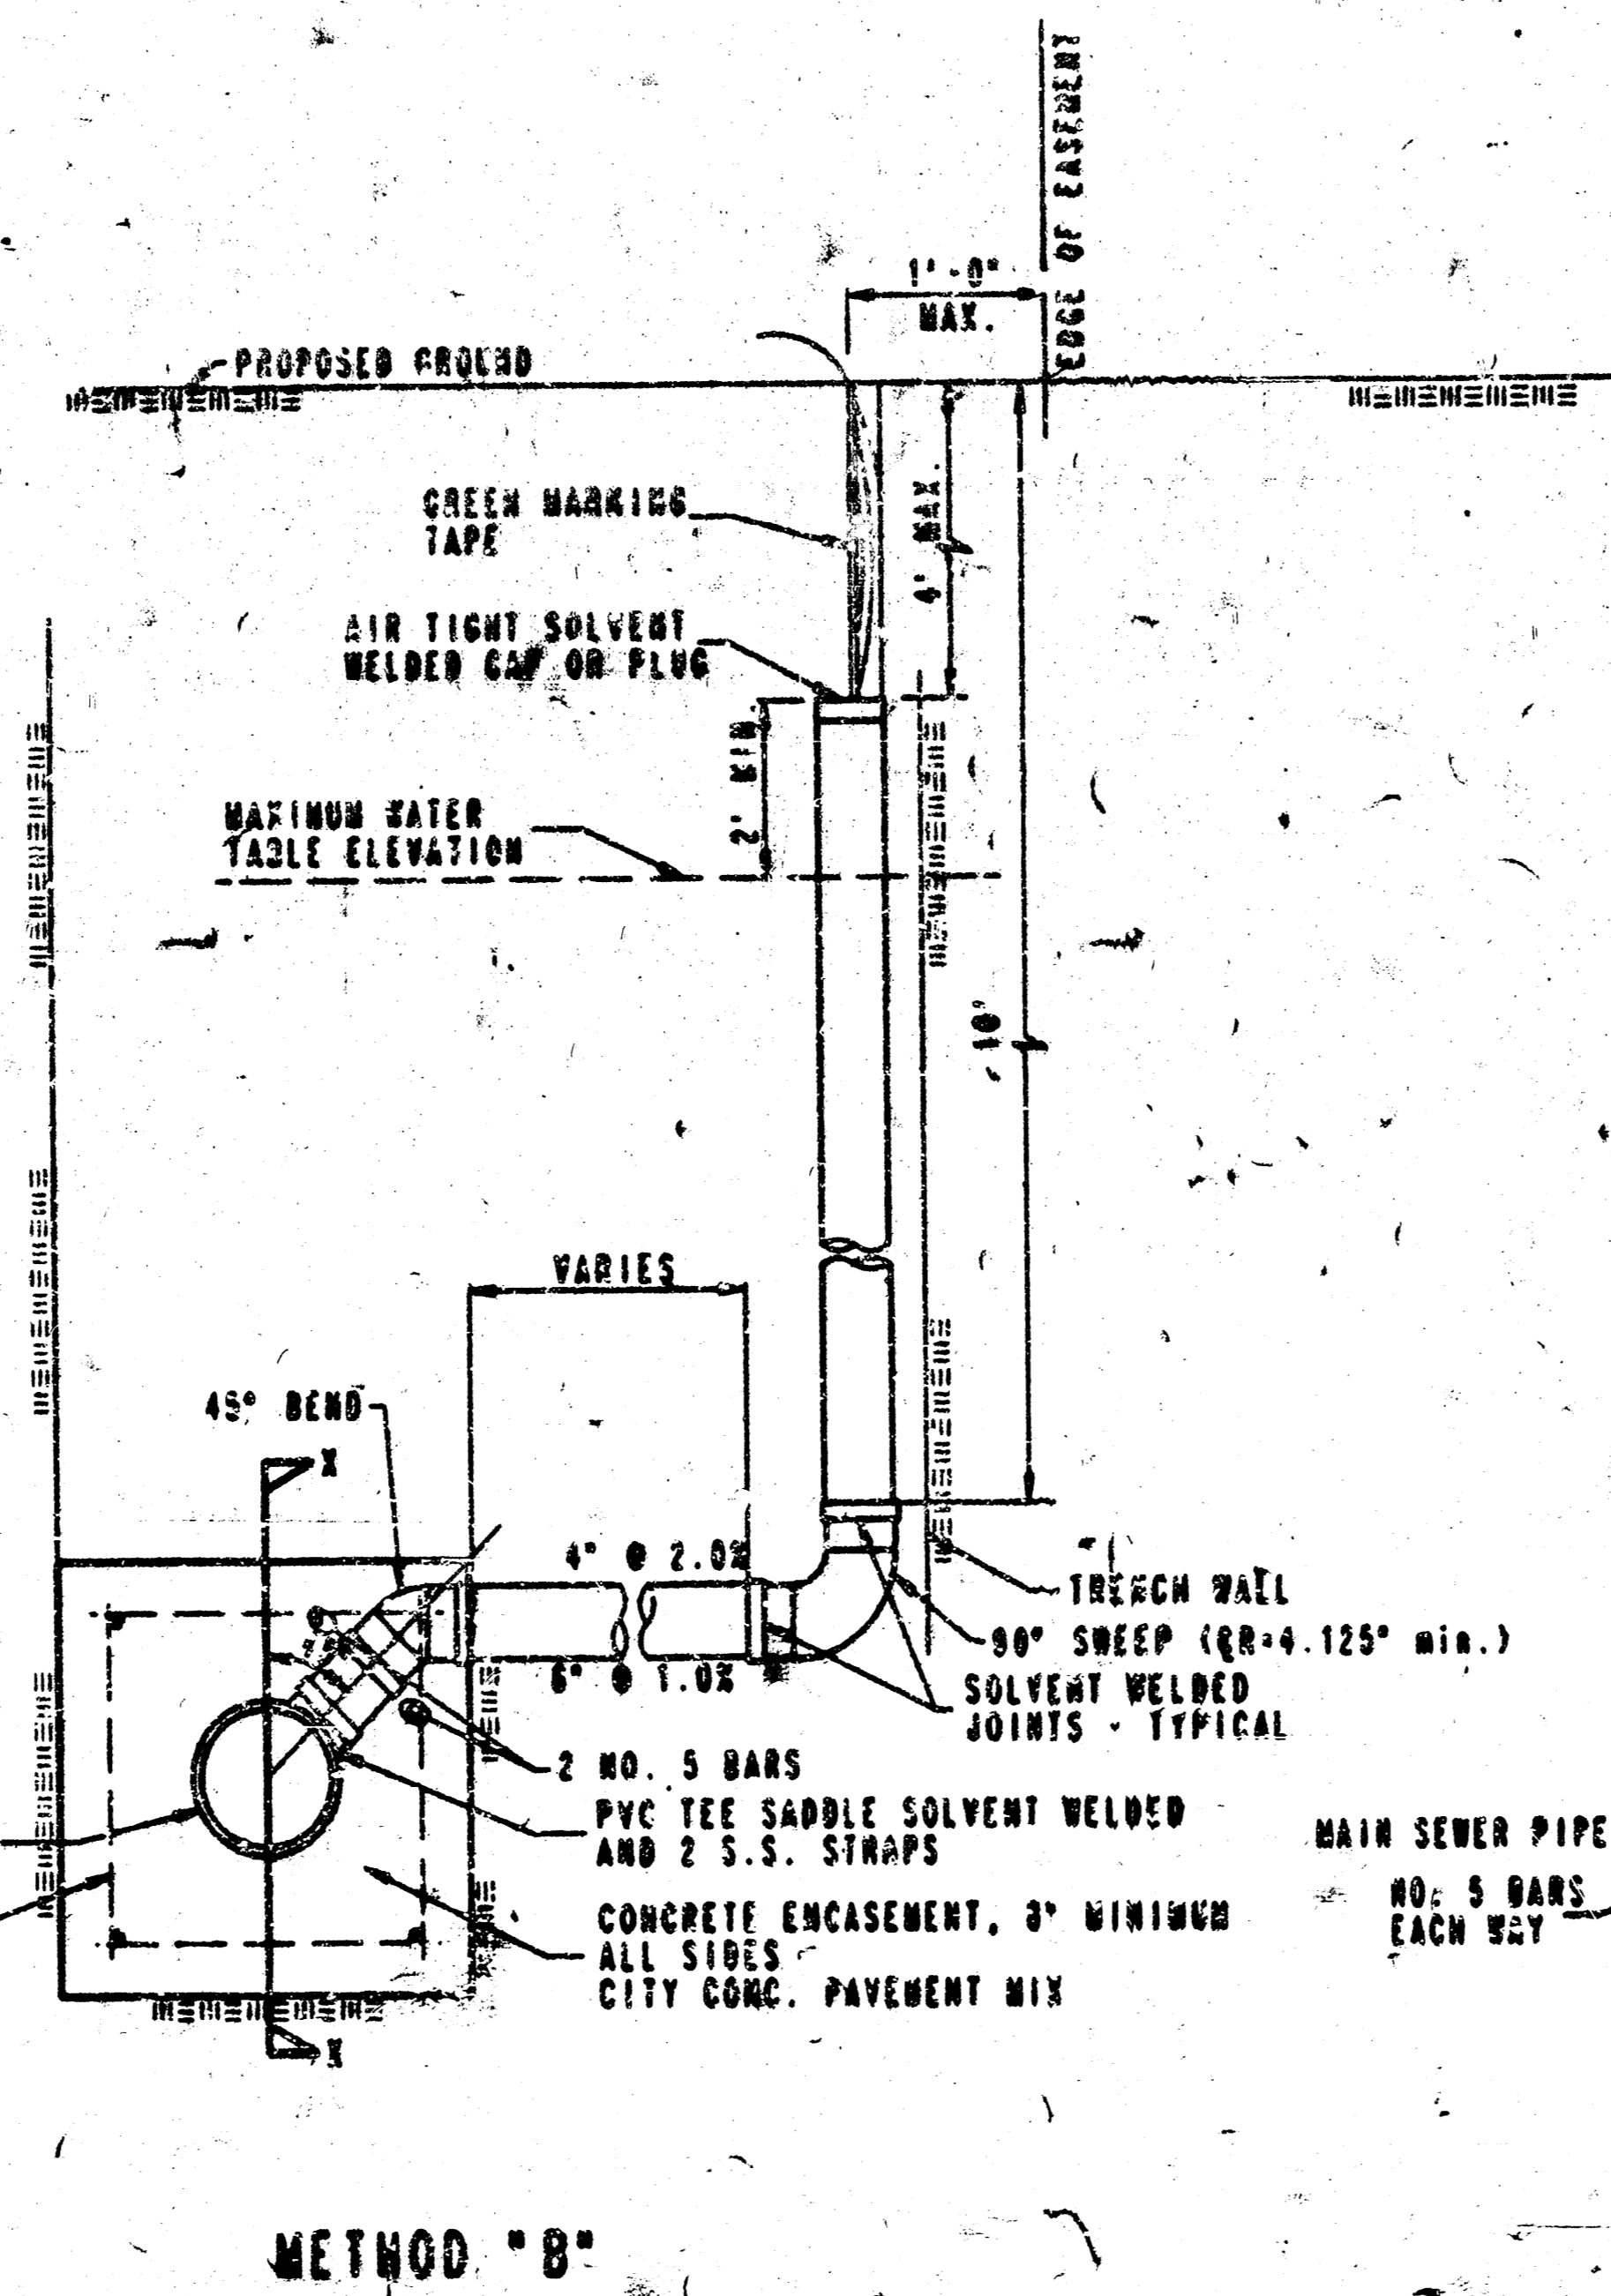 EDGE OF EASEMENT
1'-0"
MAX.
PROPOSED GROUND
GREEN MARKING
TAPE
4' MAX.
AIR TIGHT SOLVENT
WELDED CAP OR PLUG
2' MIN.
MAXIMUM WATER
TABLE ELEVATION
10'
VARIES
45° BEND
X
4" @ 2.0%
6" @ 1.0%
TRENCH WALL
90° SWEEP (CR=4.125" min.)
SOLVENT WELDED
JOINTS - TYPICAL
2 NO. 5 BARS
PVC TEE SADDLE SOLVENT WELDED
AND 2 S.S. STRAPS
MAIN SEWER PIPE
NO. 5 BARS
EACH WAY
CONCRETE ENCASEMENT, MINIMUM
ALL SIDES
CITY CONC. PAVEMENT MIX
X
METHOD "B"